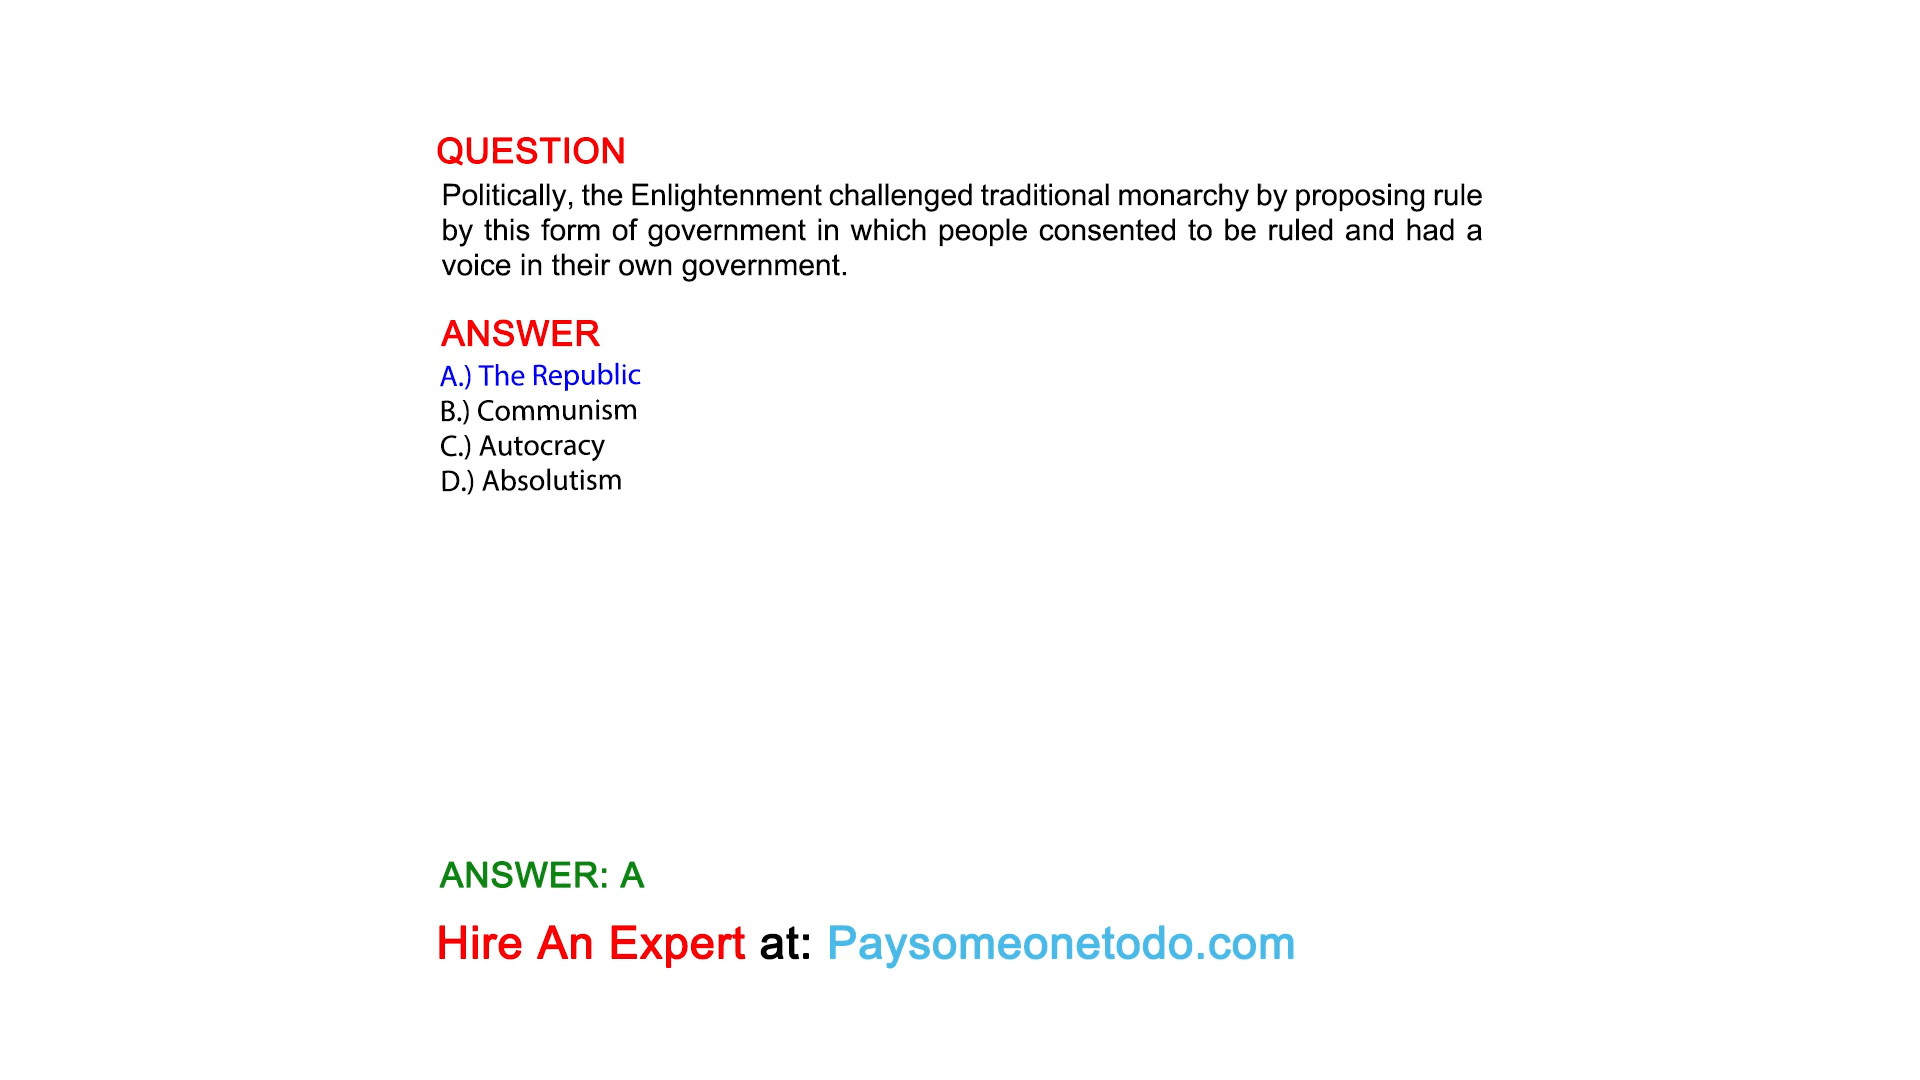 QUESTION
Politically, the Enlightenment challenged traditional monarchy by proposing rule
by this form of government in which people consented to be ruled and had a
voice in their own government.
ANSWER
A.) The Republic
B.) Communism
C.) Autocracy
D.) Absolutism
ANSWER: A
Hire An Expert at: Paysomeonetodo.com